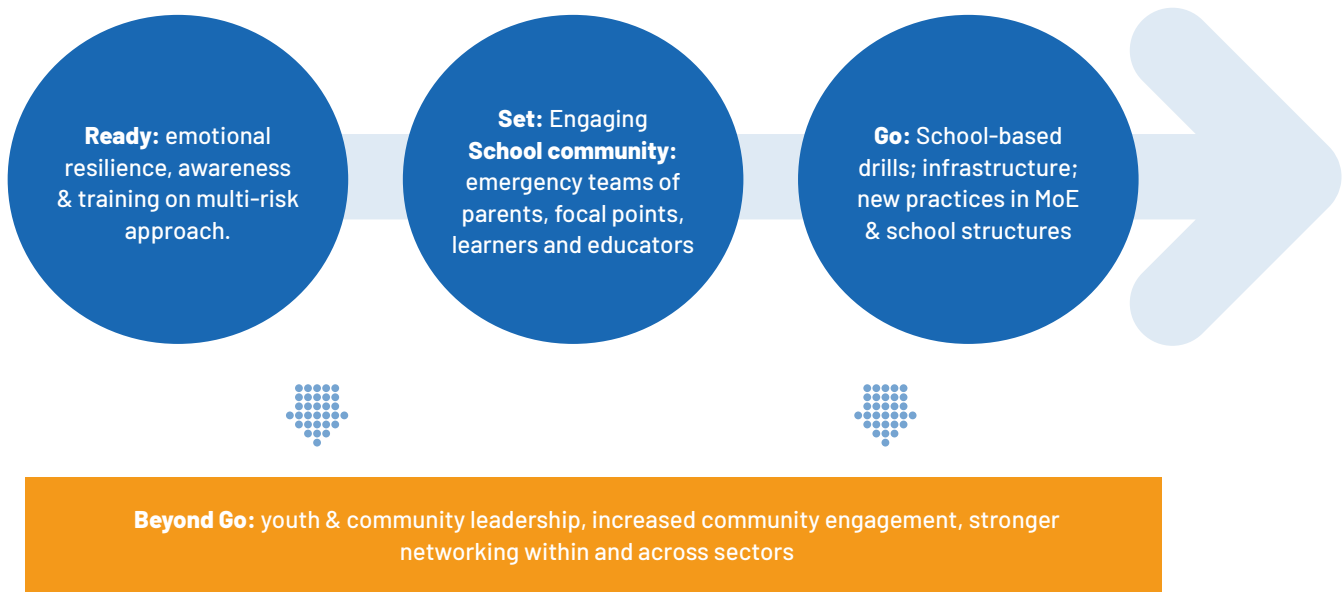 Ready: emotional
resilience, awareness
& training on multi-risk
approach.
Set: Engaging
School community:
emergency teams of
parents, focal points,
learners and educators
Go: School-based
drills; infrastructure;
new practices in MoE
& school structures
Beyond Go: youth & community leadership, increased community engagement, stronger
networking within and across sectors